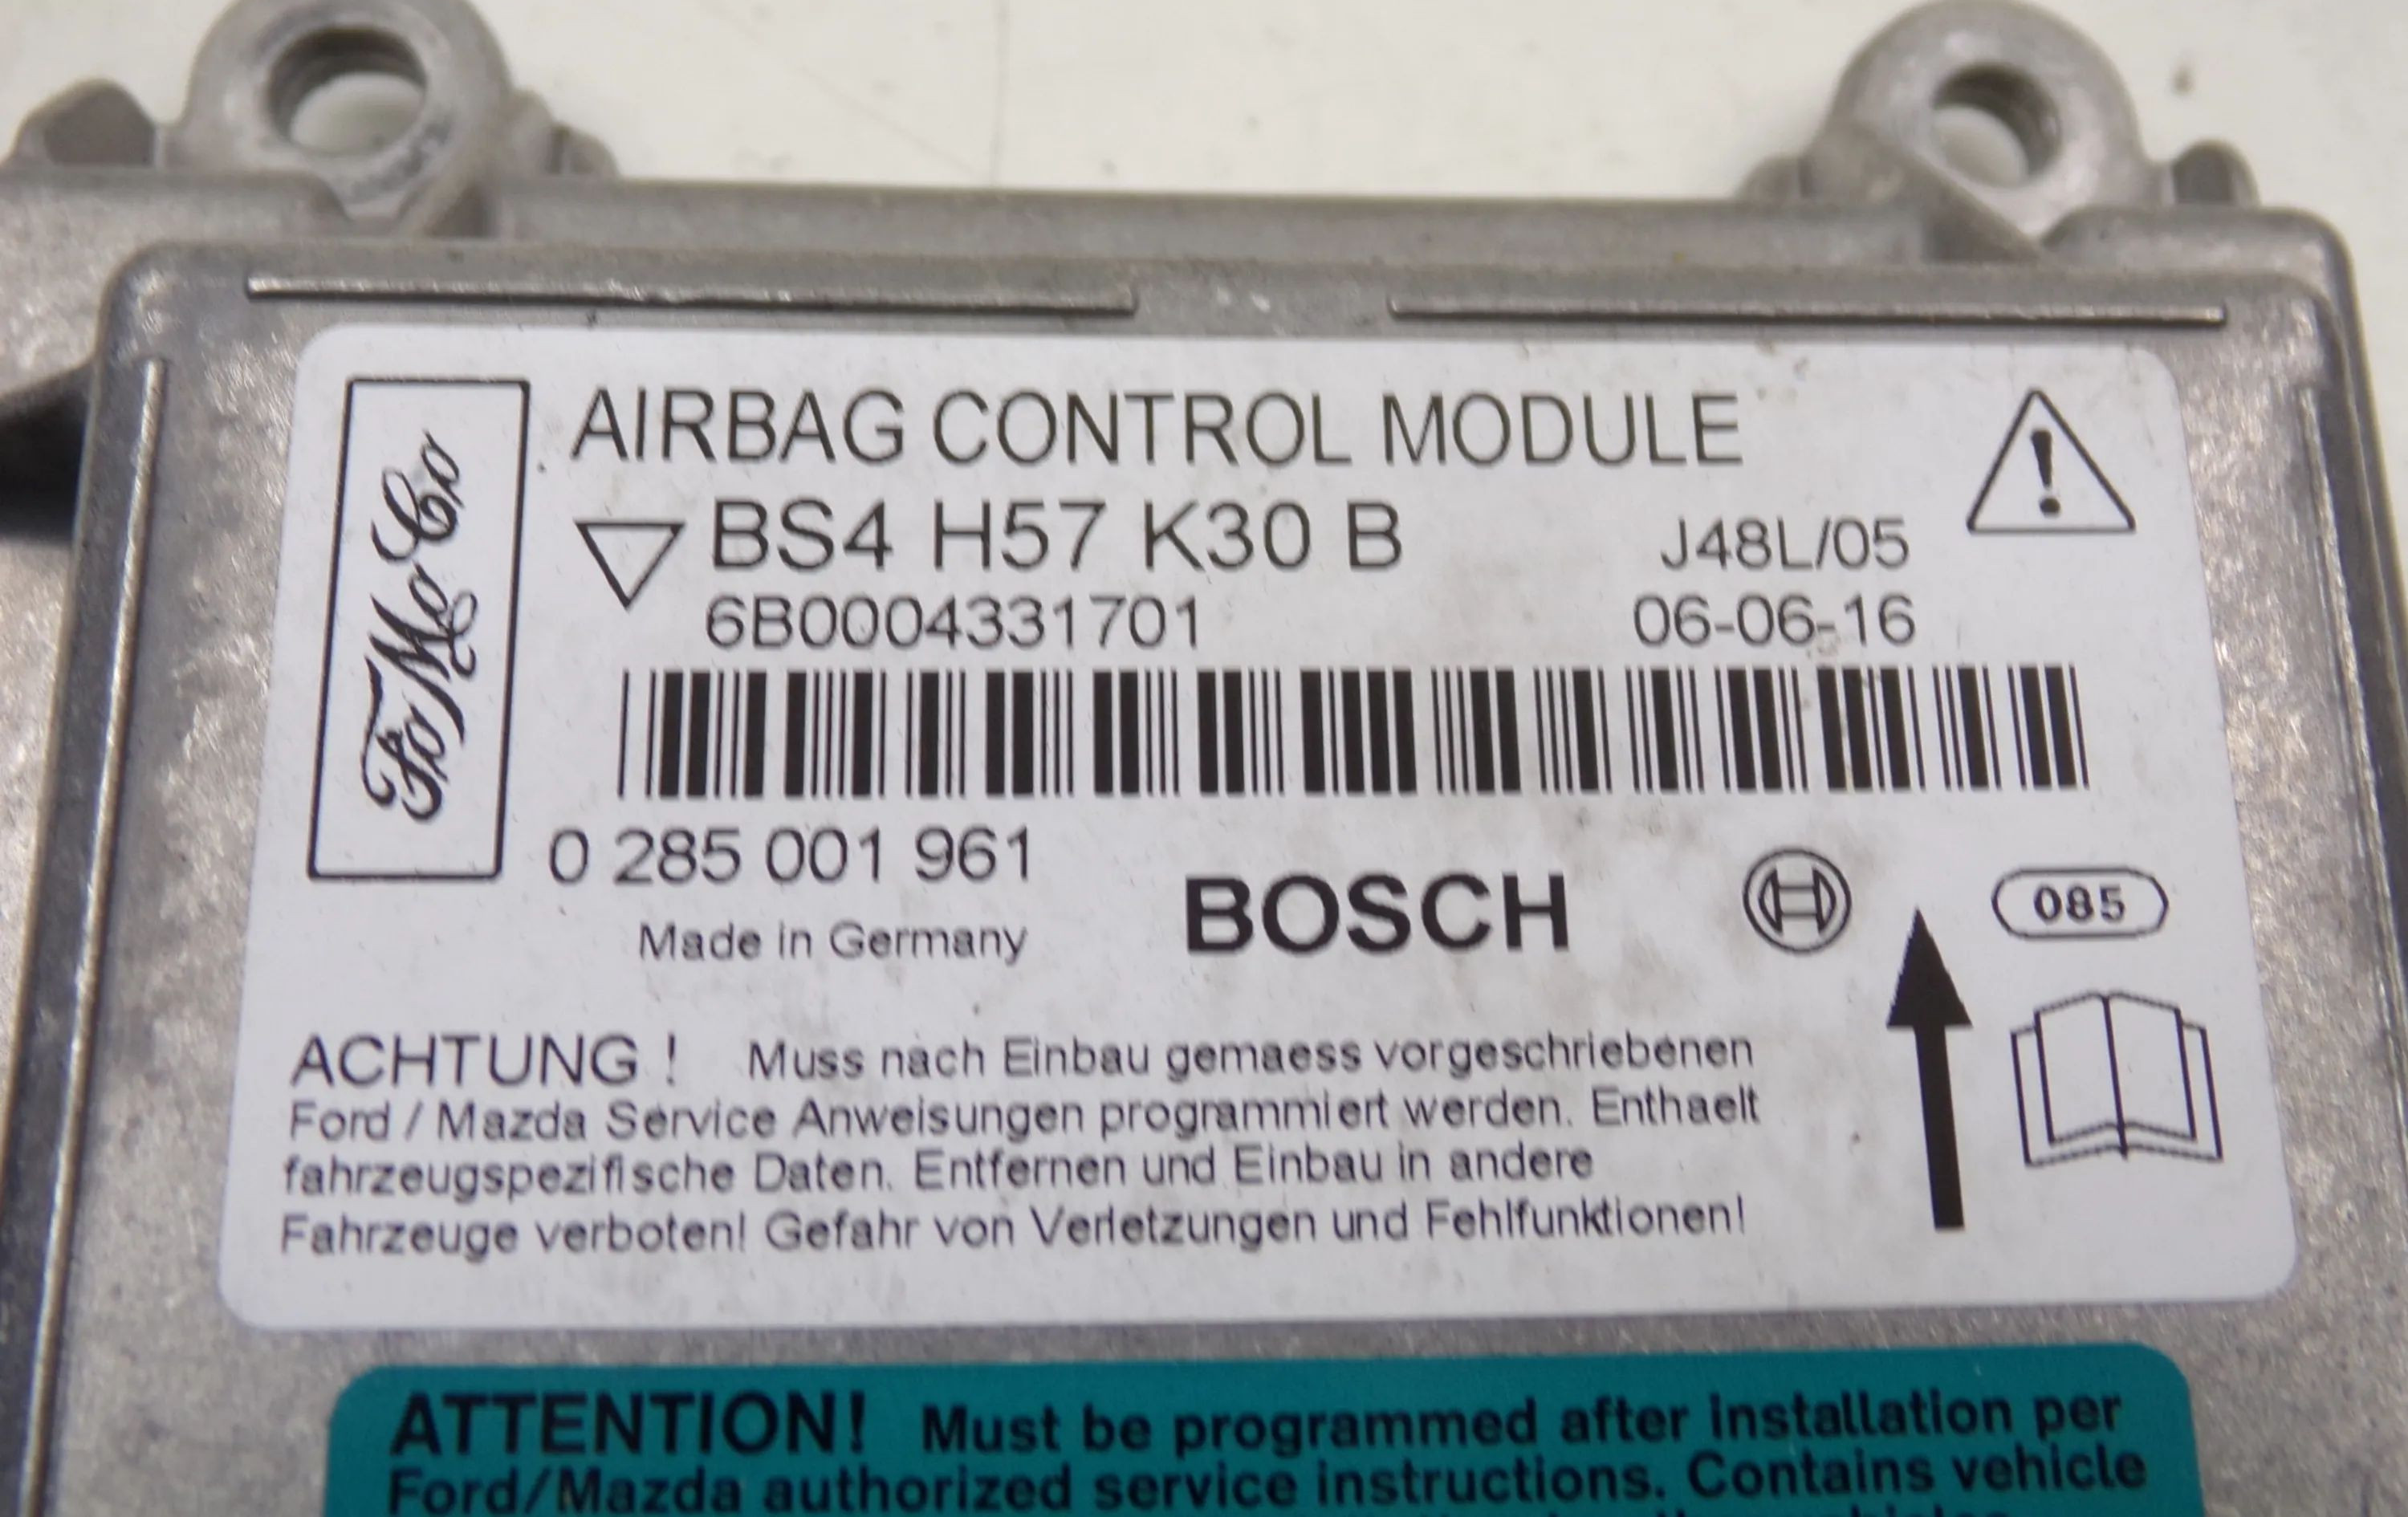 FoMoCo
AIRBAG CONTROL MODULE
BS4 H57 K30 B
J48L/05
6B0004331701
06-06-16
0 285 001 961
Made in Germany
BOSCH
085
ACHTUNG ! Muss nach Einbau gemaess vorgeschriebenen
Ford / Mazda Service Anweisungen programmiert werden. Enthaelt
fahrzeugspezifische Daten. Entfernen und Einbau in andere
Fahrzeuge verboten! Gefahr von Verletzungen und Fehlfunktionen!
ATTENTION! Must be programmed after installation per
Ford/Mazda authorized service instructions. Contains vehicle